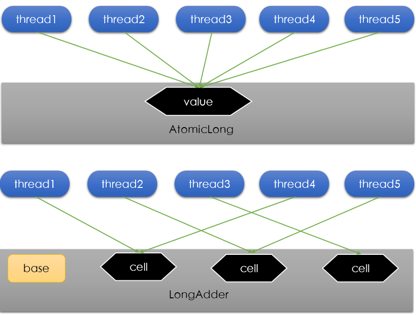 thread1 thread2 thread3 thread4 thread5
value
AtomicLong
thread1 thread2 thread3 thread4 thread5
base cell cell cell
LongAdder